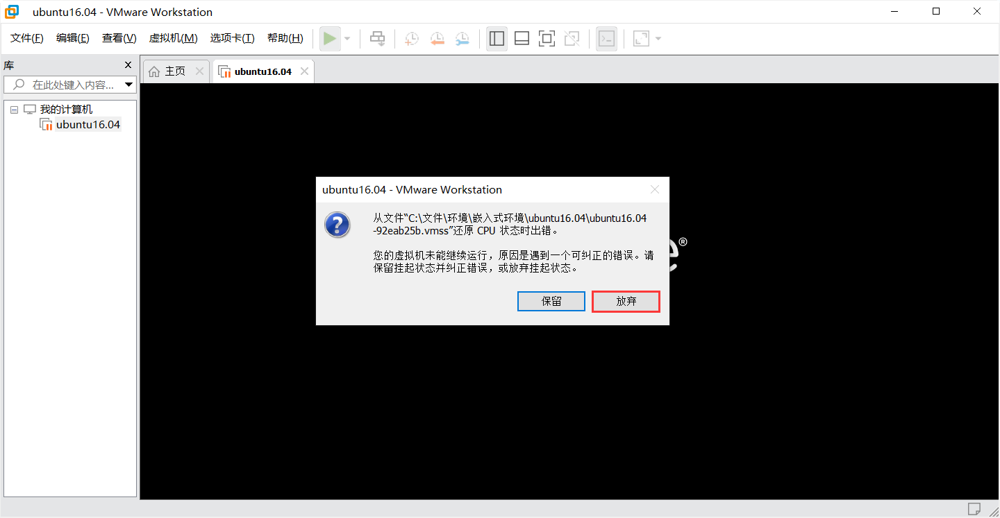 ubuntu16.04 - VMware Workstation
文件(F) 编辑(E) 查看(V) 虚拟机(M) 选项卡(T) 帮助(H)
库
主页
ubuntu16.04
在此处键入内容...
我的计算机
ubuntu16.04
ubuntu16.04 - VMware Workstation
从文件“C:\文件\环境\嵌入式环境\ubuntu16.04\ubuntu16.04
-92eab25b.vmss”还原 CPU 状态时出错。
您的虚拟机未能继续运行，原因是遇到一个可纠正的错误。请
保留挂起状态并纠正错误，或放弃挂起状态。
e®
保留
放弃